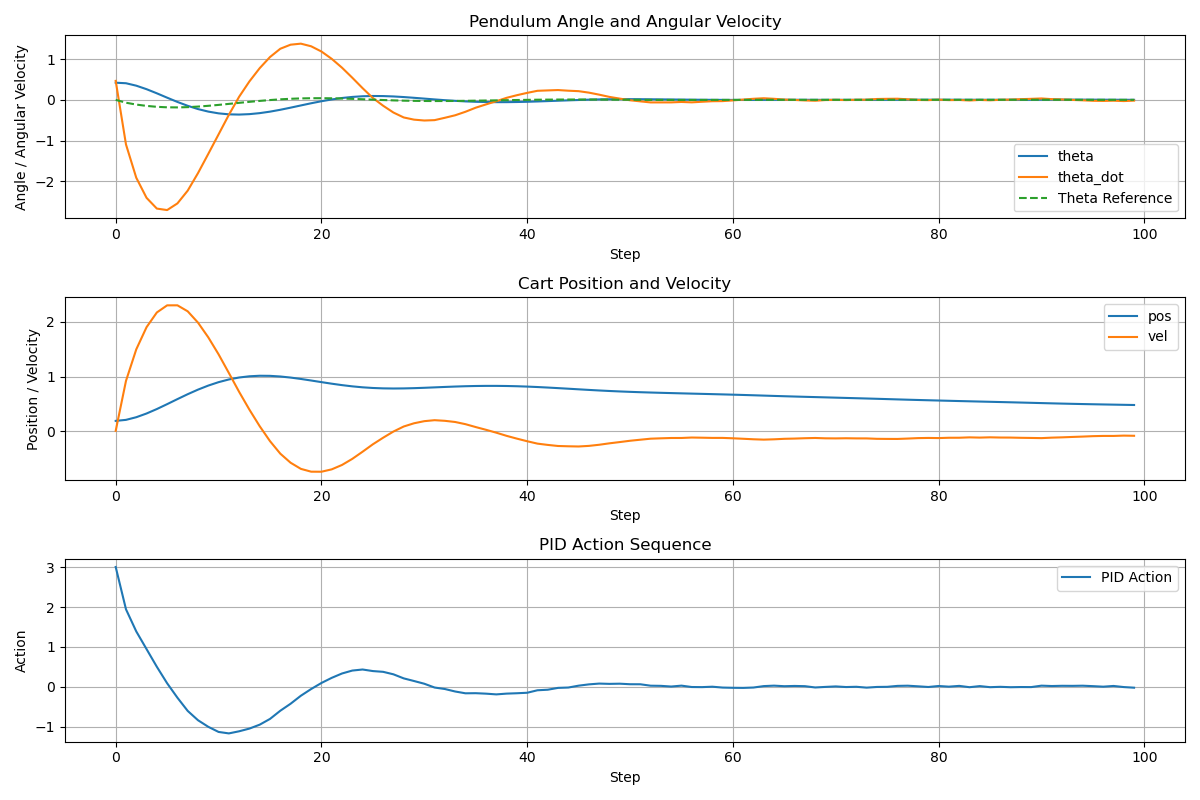 Pendulum Angle and Angular Velocity
Angle / Angular Velocity
1
0
−1
−2
theta
theta_dot
Theta Reference
0 20 40 60 80 100
Step
Cart Position and Velocity
Position / Velocity
2
1
0
pos
vel
0 20 40 60 80 100
Step
PID Action Sequence
Action
3
2
1
0
−1
PID Action
0 20 40 60 80 100
Step